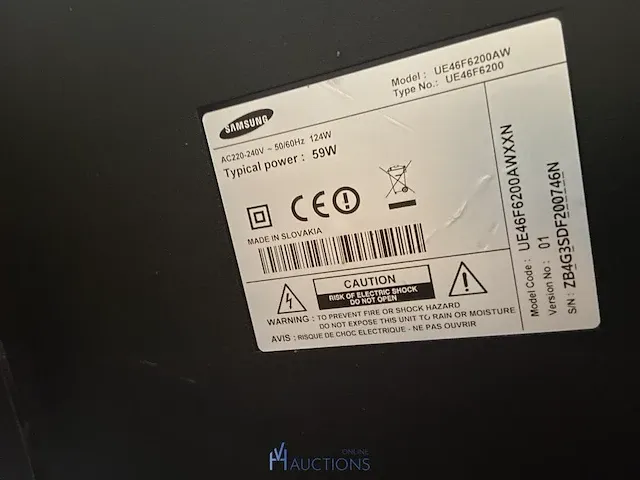 SAMSUNG
Model : UE46F6200AW
Type No.: UE46F6200
AC220-240V ~ 50/60Hz 124W
Typical power : 59W
CE
MADE IN SLOVAKIA
CAUTION
RISK OF ELECTRIC SHOCK
DO NOT OPEN
WARNING : TO PREVENT FIRE OR SHOCK HAZARD
DO NOT EXPOSE THIS UNIT TO RAIN OR MOISTURE
AVIS : RISQUE DE CHOC ÉLECTRIQUE - NE PAS OUVRIR
Model Code : UE46F6200AWXXN
Version No : 01
S/N : ZB4G3SDF200746N
ONLINE
AUCTIONS